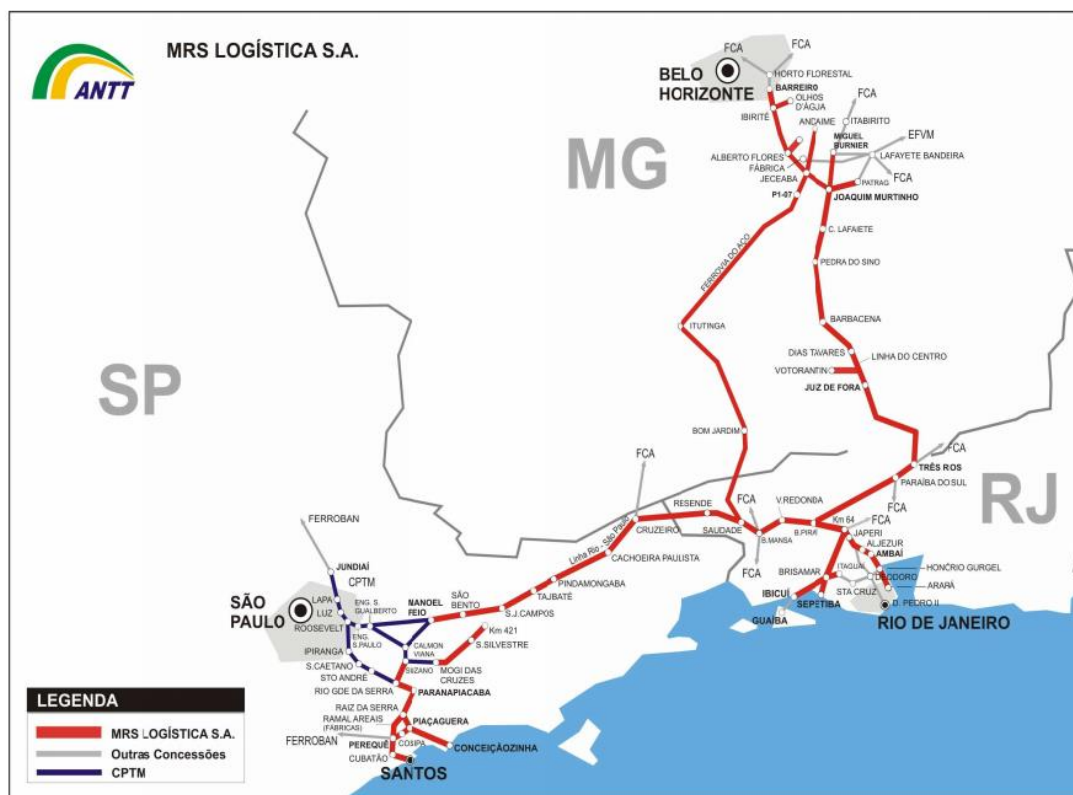 ANTT
MRS LOGÍSTICA S.A.
FCA
FCA
BELO
HORIZONTE
HORTO FLORESTAL
BARREIRO
OLHOS
D'ÁGJA
IBIRITÉ
ANDAIME
FCA
ITABIRITO
MIGUEL
BURNIER
EFVM
LAFAYETE BANDEIRA
ALBERTO FLORES
FÁBRICA
JECEABA
FCA
PATRAG
P1-07
JOAQUIM MURTINHO
MG
C. LAFAIETE
PEDRA DO SINO
FERROVIA DO AÇO
ITUTINGA
BARBACENA
DIAS TAVARES
LINHA DO CENTRO
VOTORANTIN
JUZ DE FORA
SP
BOM JARDIM
FCA
TRÊS ROS
PARAÍBA DO SUL
RJ
FCA
FCA
RESENDE
FCA
V.REDONDA
Km 64
FCA
FERROBAN
Linha Rio - São Paulo
CRUZEIRO
SAUDADE
B.MANSA
B.PIRAÍ
JAPERI
ALJEZUR
AMBAÍ
CACHOEIRA PAULISTA
FCA
BRISAMAR
ITAGUAÍ
HONÓRIO GURGEL
DEODORO
JUNDIAÍ
CPTM
PINDAMONGABA
TAJBATÉ
IBICUÍ
SEPETIBA
STA CRUZ
ARARÁ
D. PEDRO II
GUAÍBA
RIO DE JANEIRO
LAPA
LUZ
ENG. S.
GUALBERTO
NANOEL
FEIO
SÃO
BENTO
S.J.CAMPOS
SÃO
PAULO
ROOSEVELT
ENG.
S.PAULO
Km 421
S.SILVESTRE
IPIRANGA
CALMON
VIANA
S.CAETANO
STO ANDRÉ
SUZANO
MOGI DAS
CRUZES
RIO GDE DA SERRA
PARANAPIACABA
RAIZ DA SERRA
RAMAL AREAIS
(FÁBRICAS)
PIAÇAGUERA
FERROBAN
PEREQUÊ
COSIPA
CONCEIÇÃOZINHA
CUBATÃO
SANTOS
LEGENDA
MRS LOGÍSTICA S.A.
Outras Concessões
CPTM